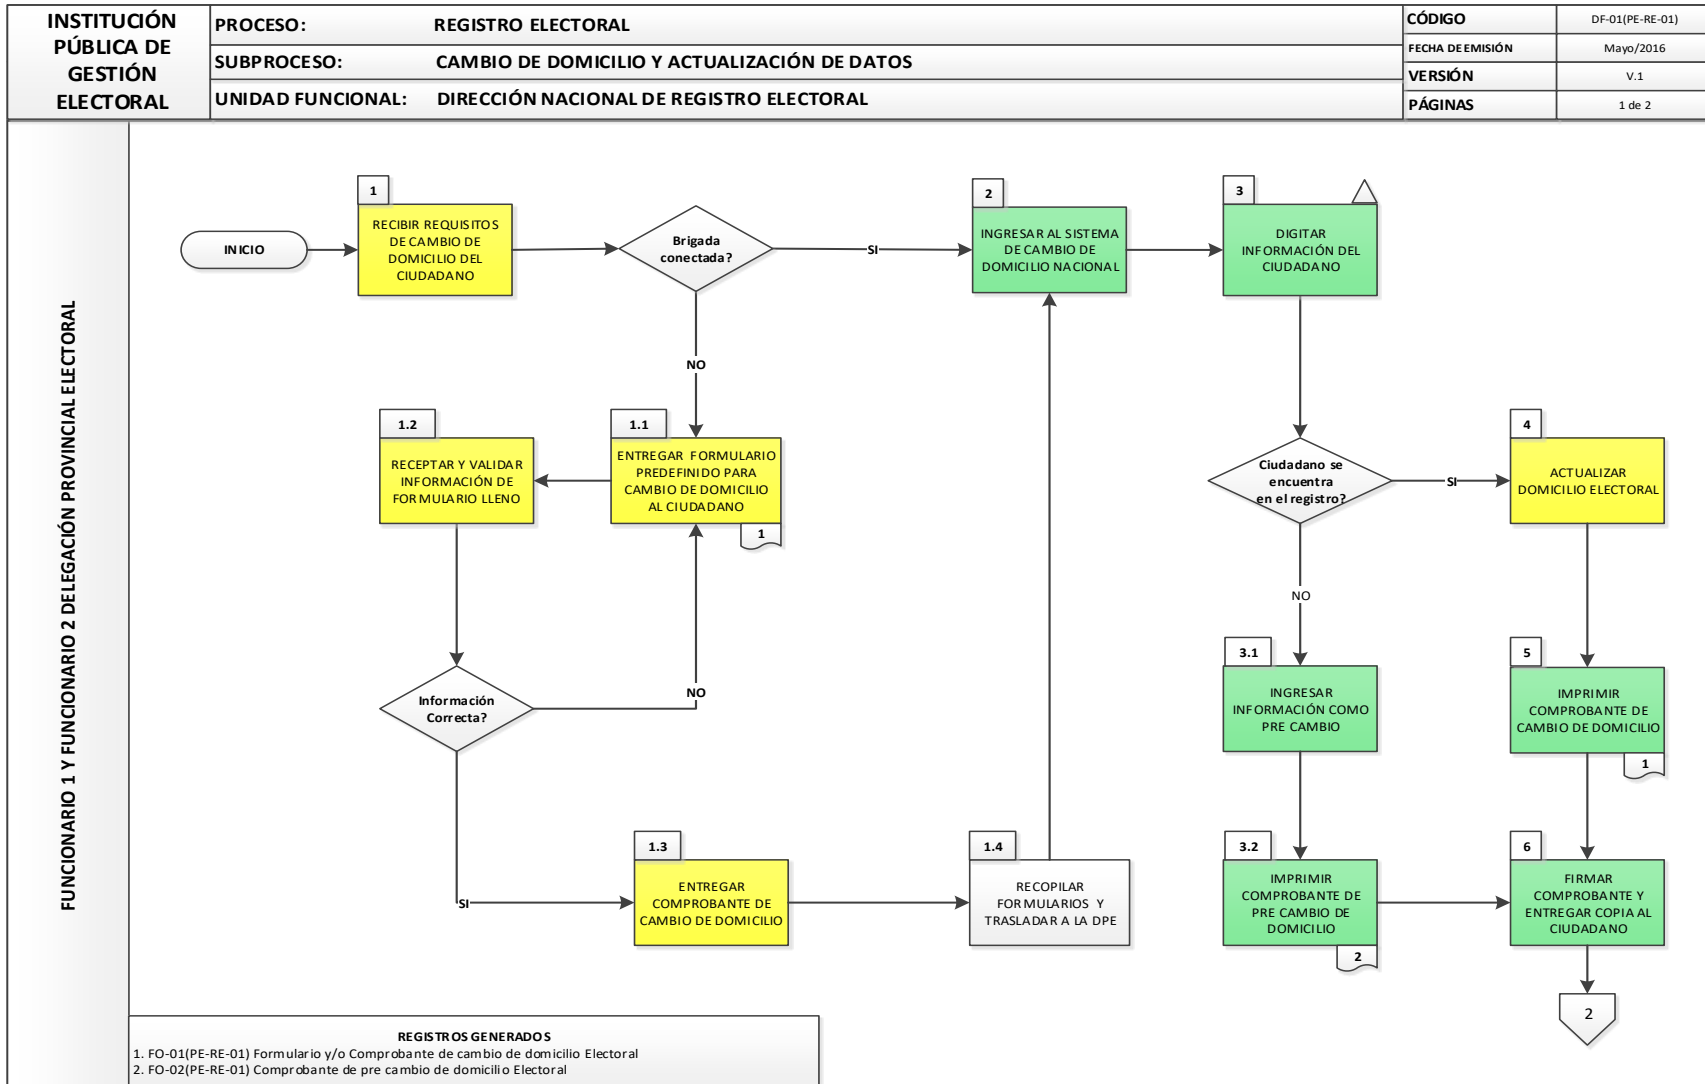 INSTITUCIÓN
PÚBLICA DE
GESTIÓN
ELECTORAL
PROCESO: REGISTRO ELECTORAL
SUBPROCESO: CAMBIO DE DOMICILIO Y ACTUALIZACIÓN DE DATOS
UNIDAD FUNCIONAL: DIRECCIÓN NACIONAL DE REGISTRO ELECTORAL
CÓDIGO DF-01(PE-RE-01)
FECHA DE EMISIÓN Mayo/2016
VERSIÓN V.1
PÁGINAS 1 de 2
FUNCIONARIO 1 Y FUNCIONARIO 2 DELEGACIÓN PROVINCIAL ELECTORAL
INICIO
1
RECIBIR REQUISITOS
DE CAMBIO DE
DOMICILIO DEL
CIUDADANO
Brigada
conectada?
SI
NO
2
INGRESAR AL SISTEMA
DE CAMBIO DE
DOMICILIO NACIONAL
3
DIGITAR
INFORMACIÓN DEL
CIUDADANO
1.2
RECEPTAR Y VALIDAR
INFORMACIÓN DE
FORMULARIO LLENO
1.1
ENTREGAR FORMULARIO
PREDEFINIDO PARA
CAMBIO DE DOMICILIO
AL CIUDADANO
1
Ciudadano se
encuentra
en el registro?
SI
NO
4
ACTUALIZAR
DOMICILIO ELECTORAL
Información
Correcta?
NO
SI
3.1
INGRESAR
INFORMACIÓN COMO
PRE CAMBIO
5
IMPRIMIR
COMPROBANTE DE
CAMBIO DE DOMICILIO
1
1.3
ENTREGAR
COMPROBANTE DE
CAMBIO DE DOMICILIO
1.4
RECOPILAR
FORMULARIOS Y
TRASLADAR A LA DPE
3.2
IMPRIMIR
COMPROBANTE DE
PRE CAMBIO DE
DOMICILIO
2
6
FIRMAR
COMPROBANTE Y
ENTREGAR COPIA AL
CIUDADANO
2
REGISTROS GENERADOS
1. FO-01(PE-RE-01) Formulario y/o Comprobante de cambio de domicilio Electoral
2. FO-02(PE-RE-01) Comprobante de pre cambio de domicilio Electoral